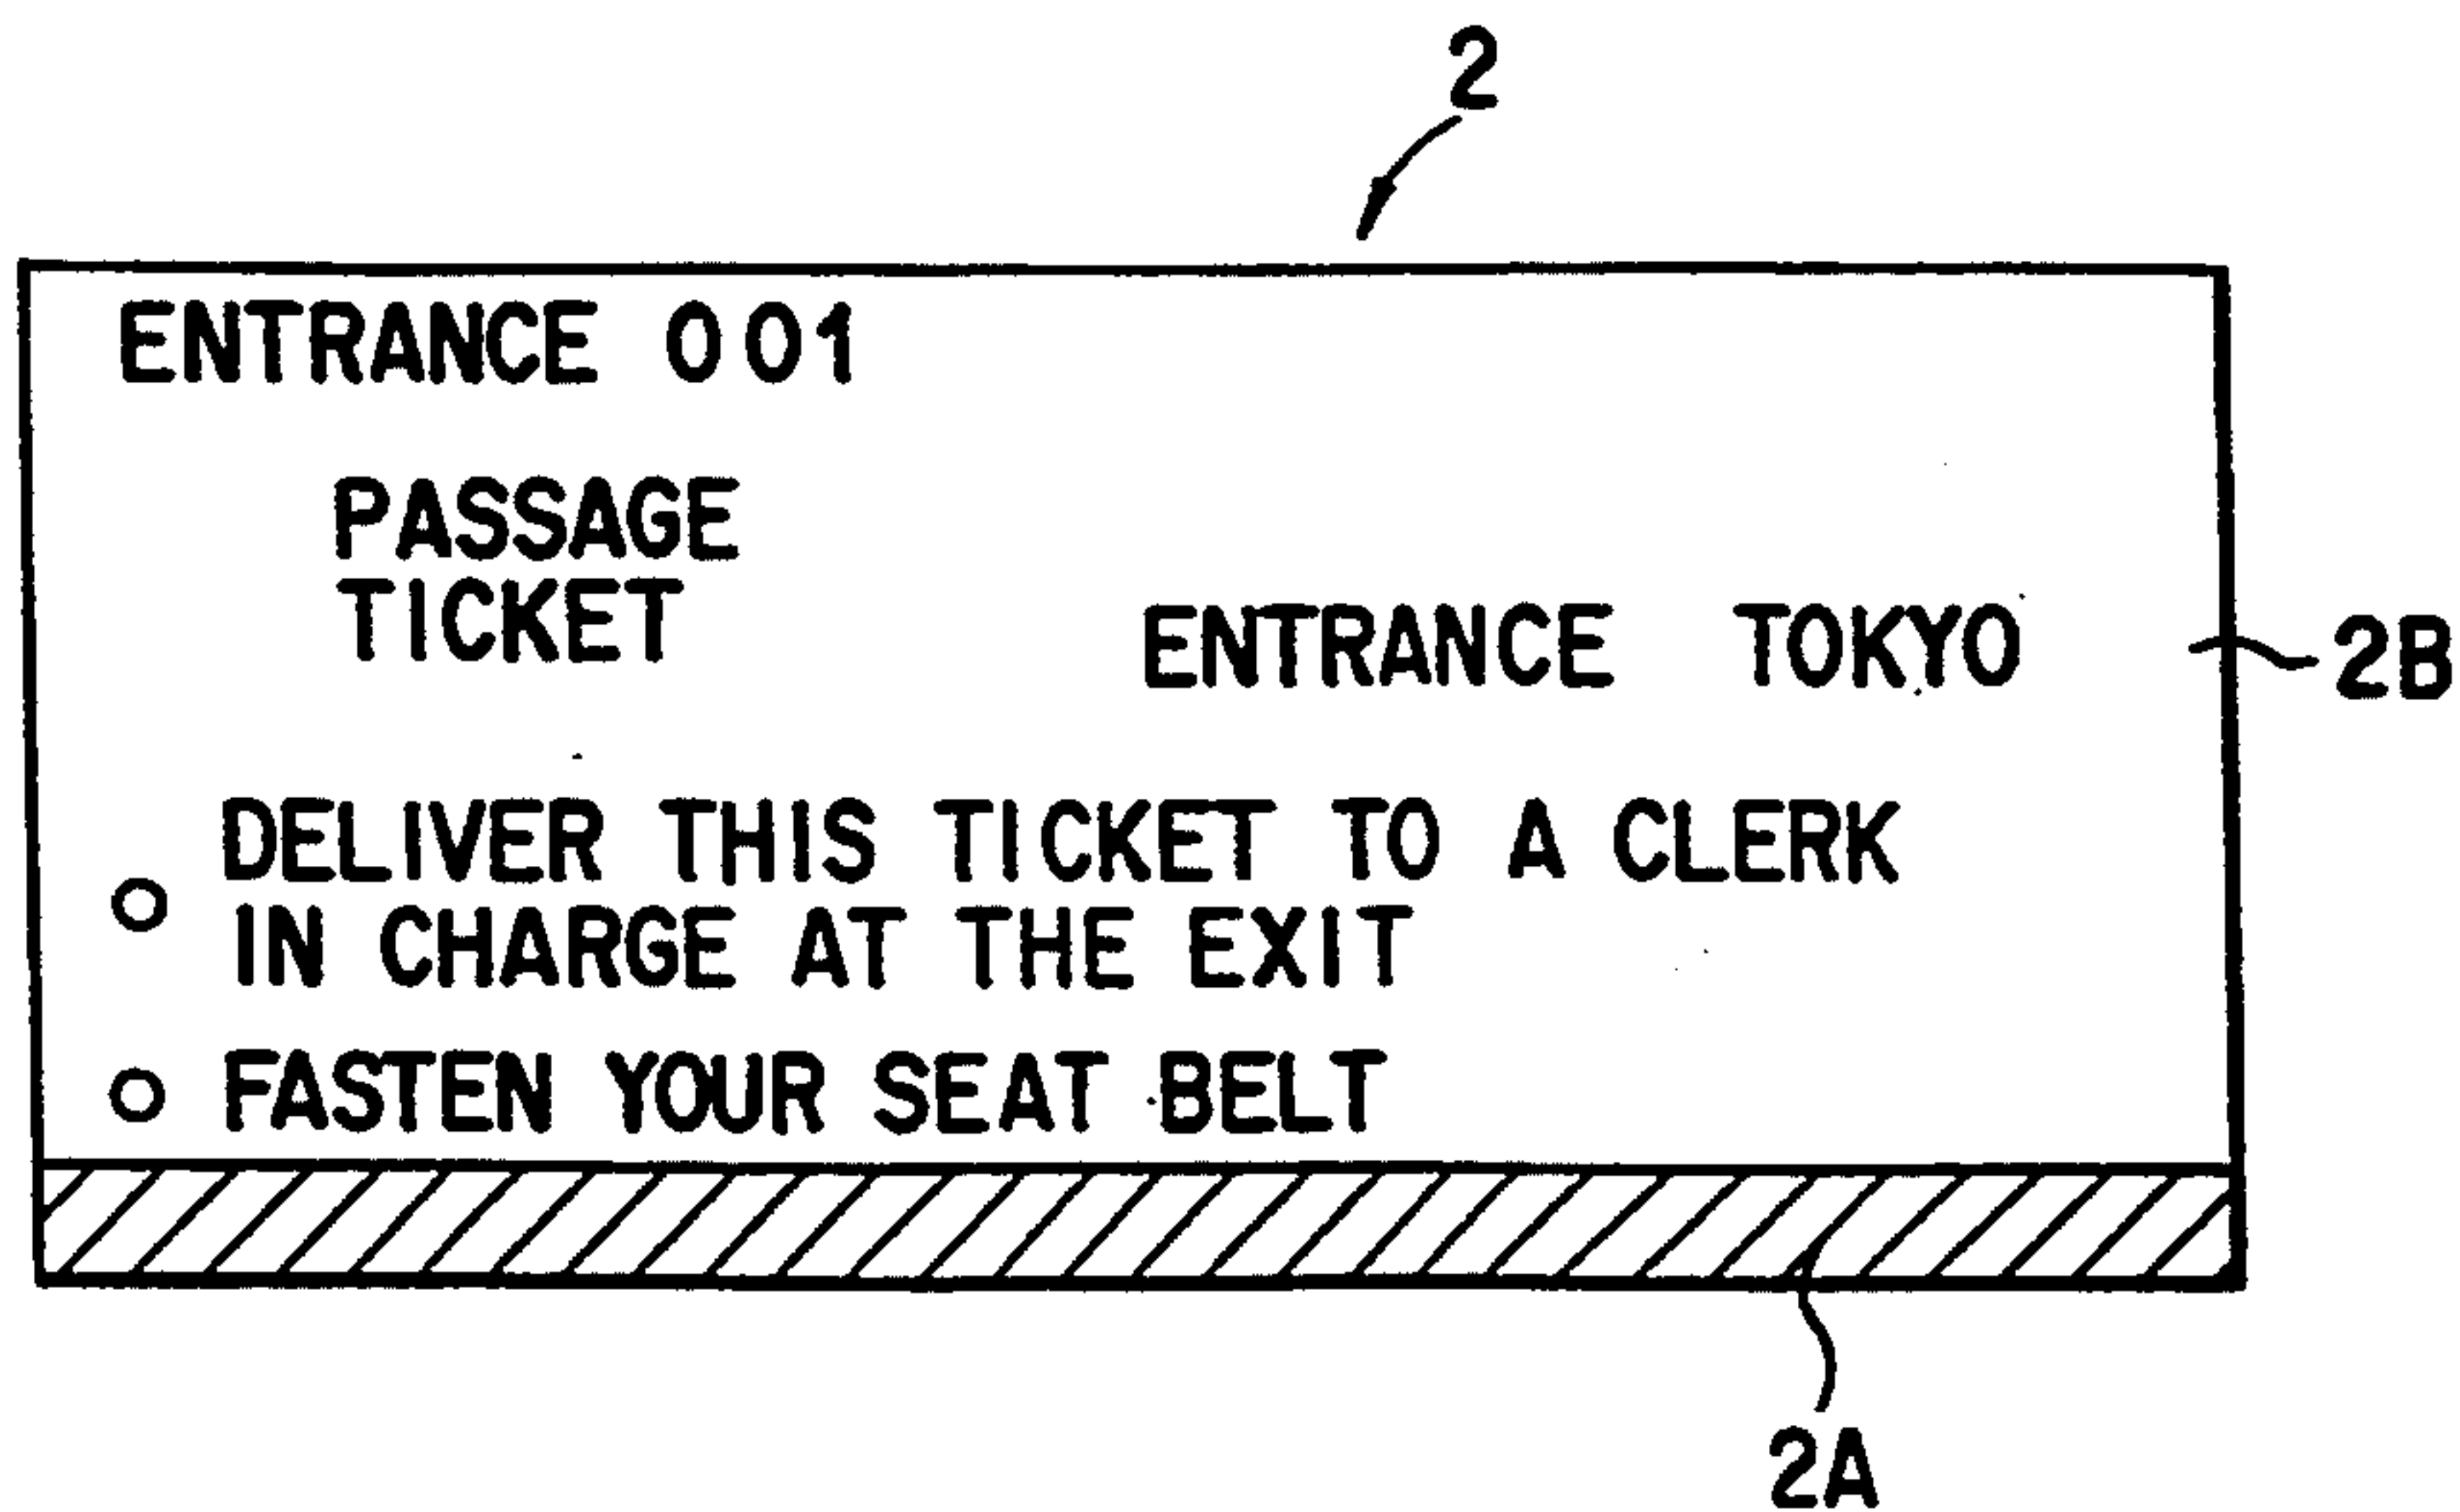 2
ENTRANCE 001
PASSAGE
TICKET
ENTRANCE TOKYO
2B
DELIVER THIS TICKET TO A CLERK
IN CHARGE AT THE EXIT
FASTEN YOUR SEAT BELT
2A